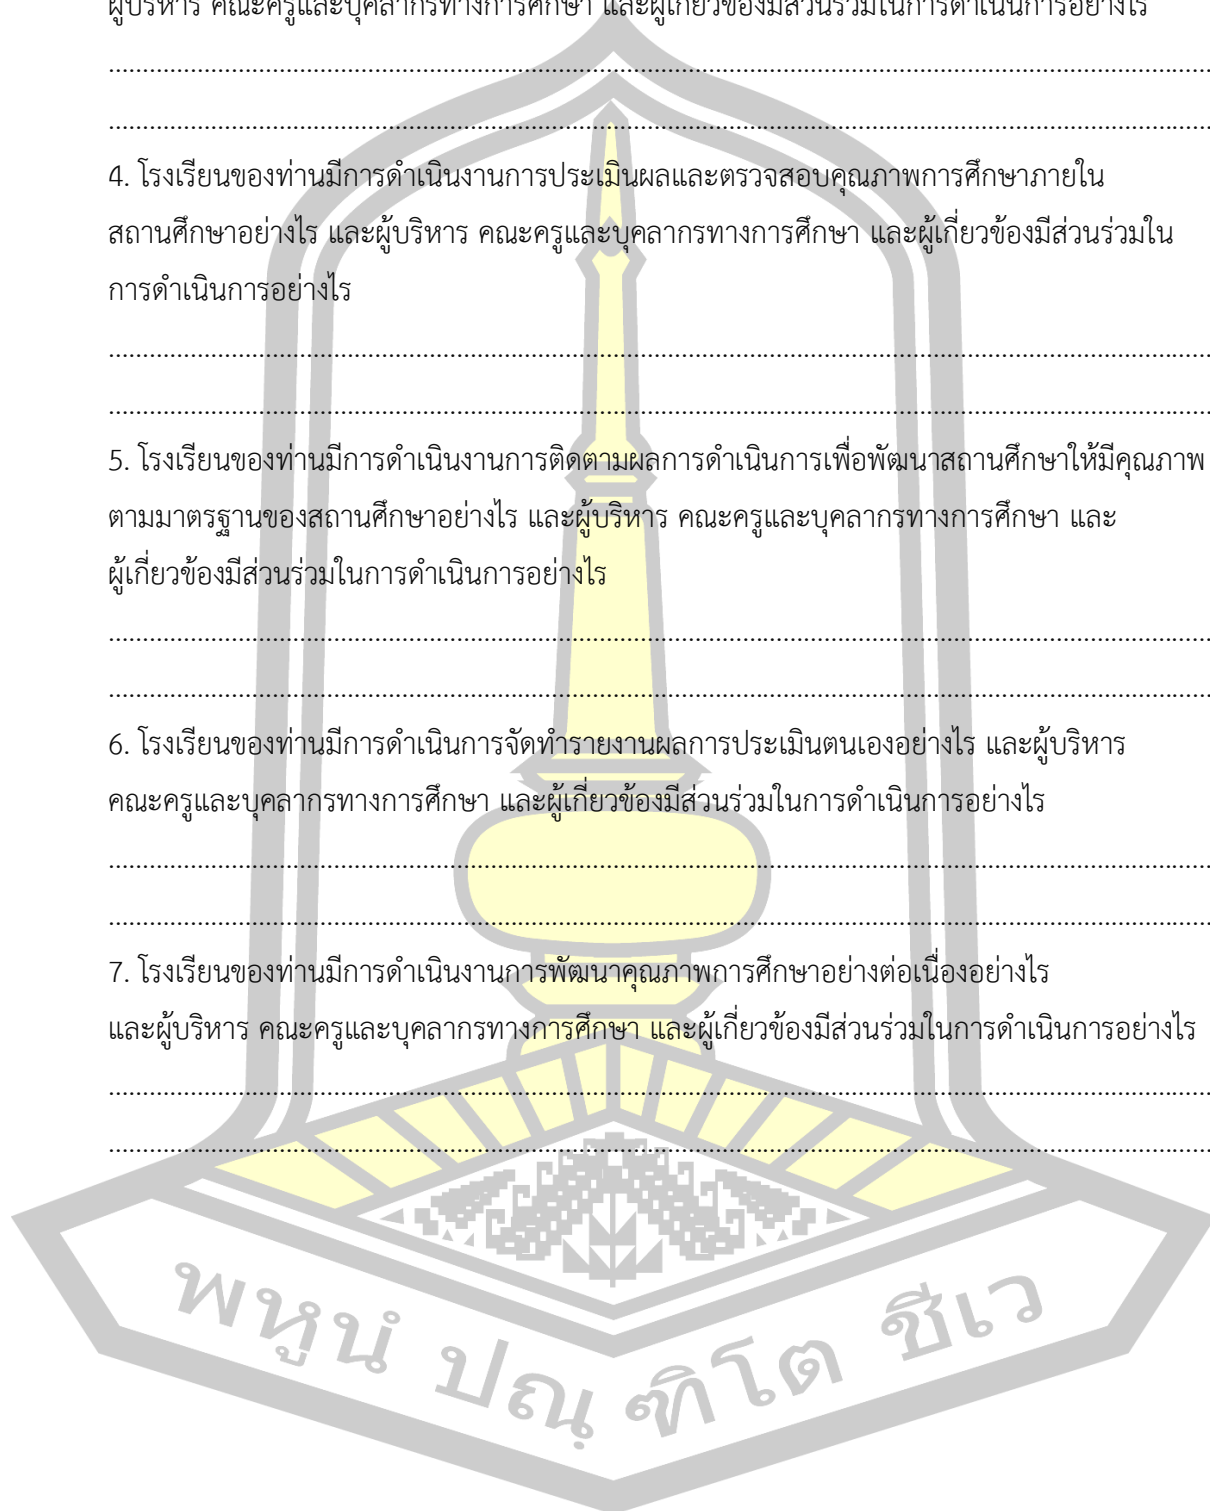 ผู้บริหาร คณะครูและบุคลากรทางการศึกษา และผู้เกี่ยวข้องมีส่วนร่วมในการดำเนินการอย่างไร
................................................................................
................................................................................
4. โรงเรียนของท่านมีการดำเนินงานการประเมินผลและตรวจสอบคุณภาพการศึกษาภายใน
สถานศึกษาอย่างไร และผู้บริหาร คณะครูและบุคลากรทางการศึกษา และผู้เกี่ยวข้องมีส่วนร่วมใน
การดำเนินการอย่างไร
................................................................................
................................................................................
5. โรงเรียนของท่านมีการดำเนินงานการติดตามผลการดำเนินการเพื่อพัฒนาสถานศึกษาให้มีคุณภาพ
ตามมาตรฐานของสถานศึกษาอย่างไร และผู้บริหาร คณะครูและบุคลากรทางการศึกษา และ
ผู้เกี่ยวข้องมีส่วนร่วมในการดำเนินการอย่างไร
................................................................................
................................................................................
6. โรงเรียนของท่านมีการดำเนินการจัดทำรายงานผลการประเมินตนเองอย่างไร และผู้บริหาร
คณะครูและบุคลากรทางการศึกษา และผู้เกี่ยวข้องมีส่วนร่วมในการดำเนินการอย่างไร
................................................................................
................................................................................
7. โรงเรียนของท่านมีการดำเนินงานการพัฒนาคุณภาพการศึกษาอย่างต่อเนื่องอย่างไร
และผู้บริหาร คณะครูและบุคลากรทางการศึกษา และผู้เกี่ยวข้องมีส่วนร่วมในการดำเนินการอย่างไร
................................................................................
................................................................................
พหูนํ ปณฺฑิโต ชีเว